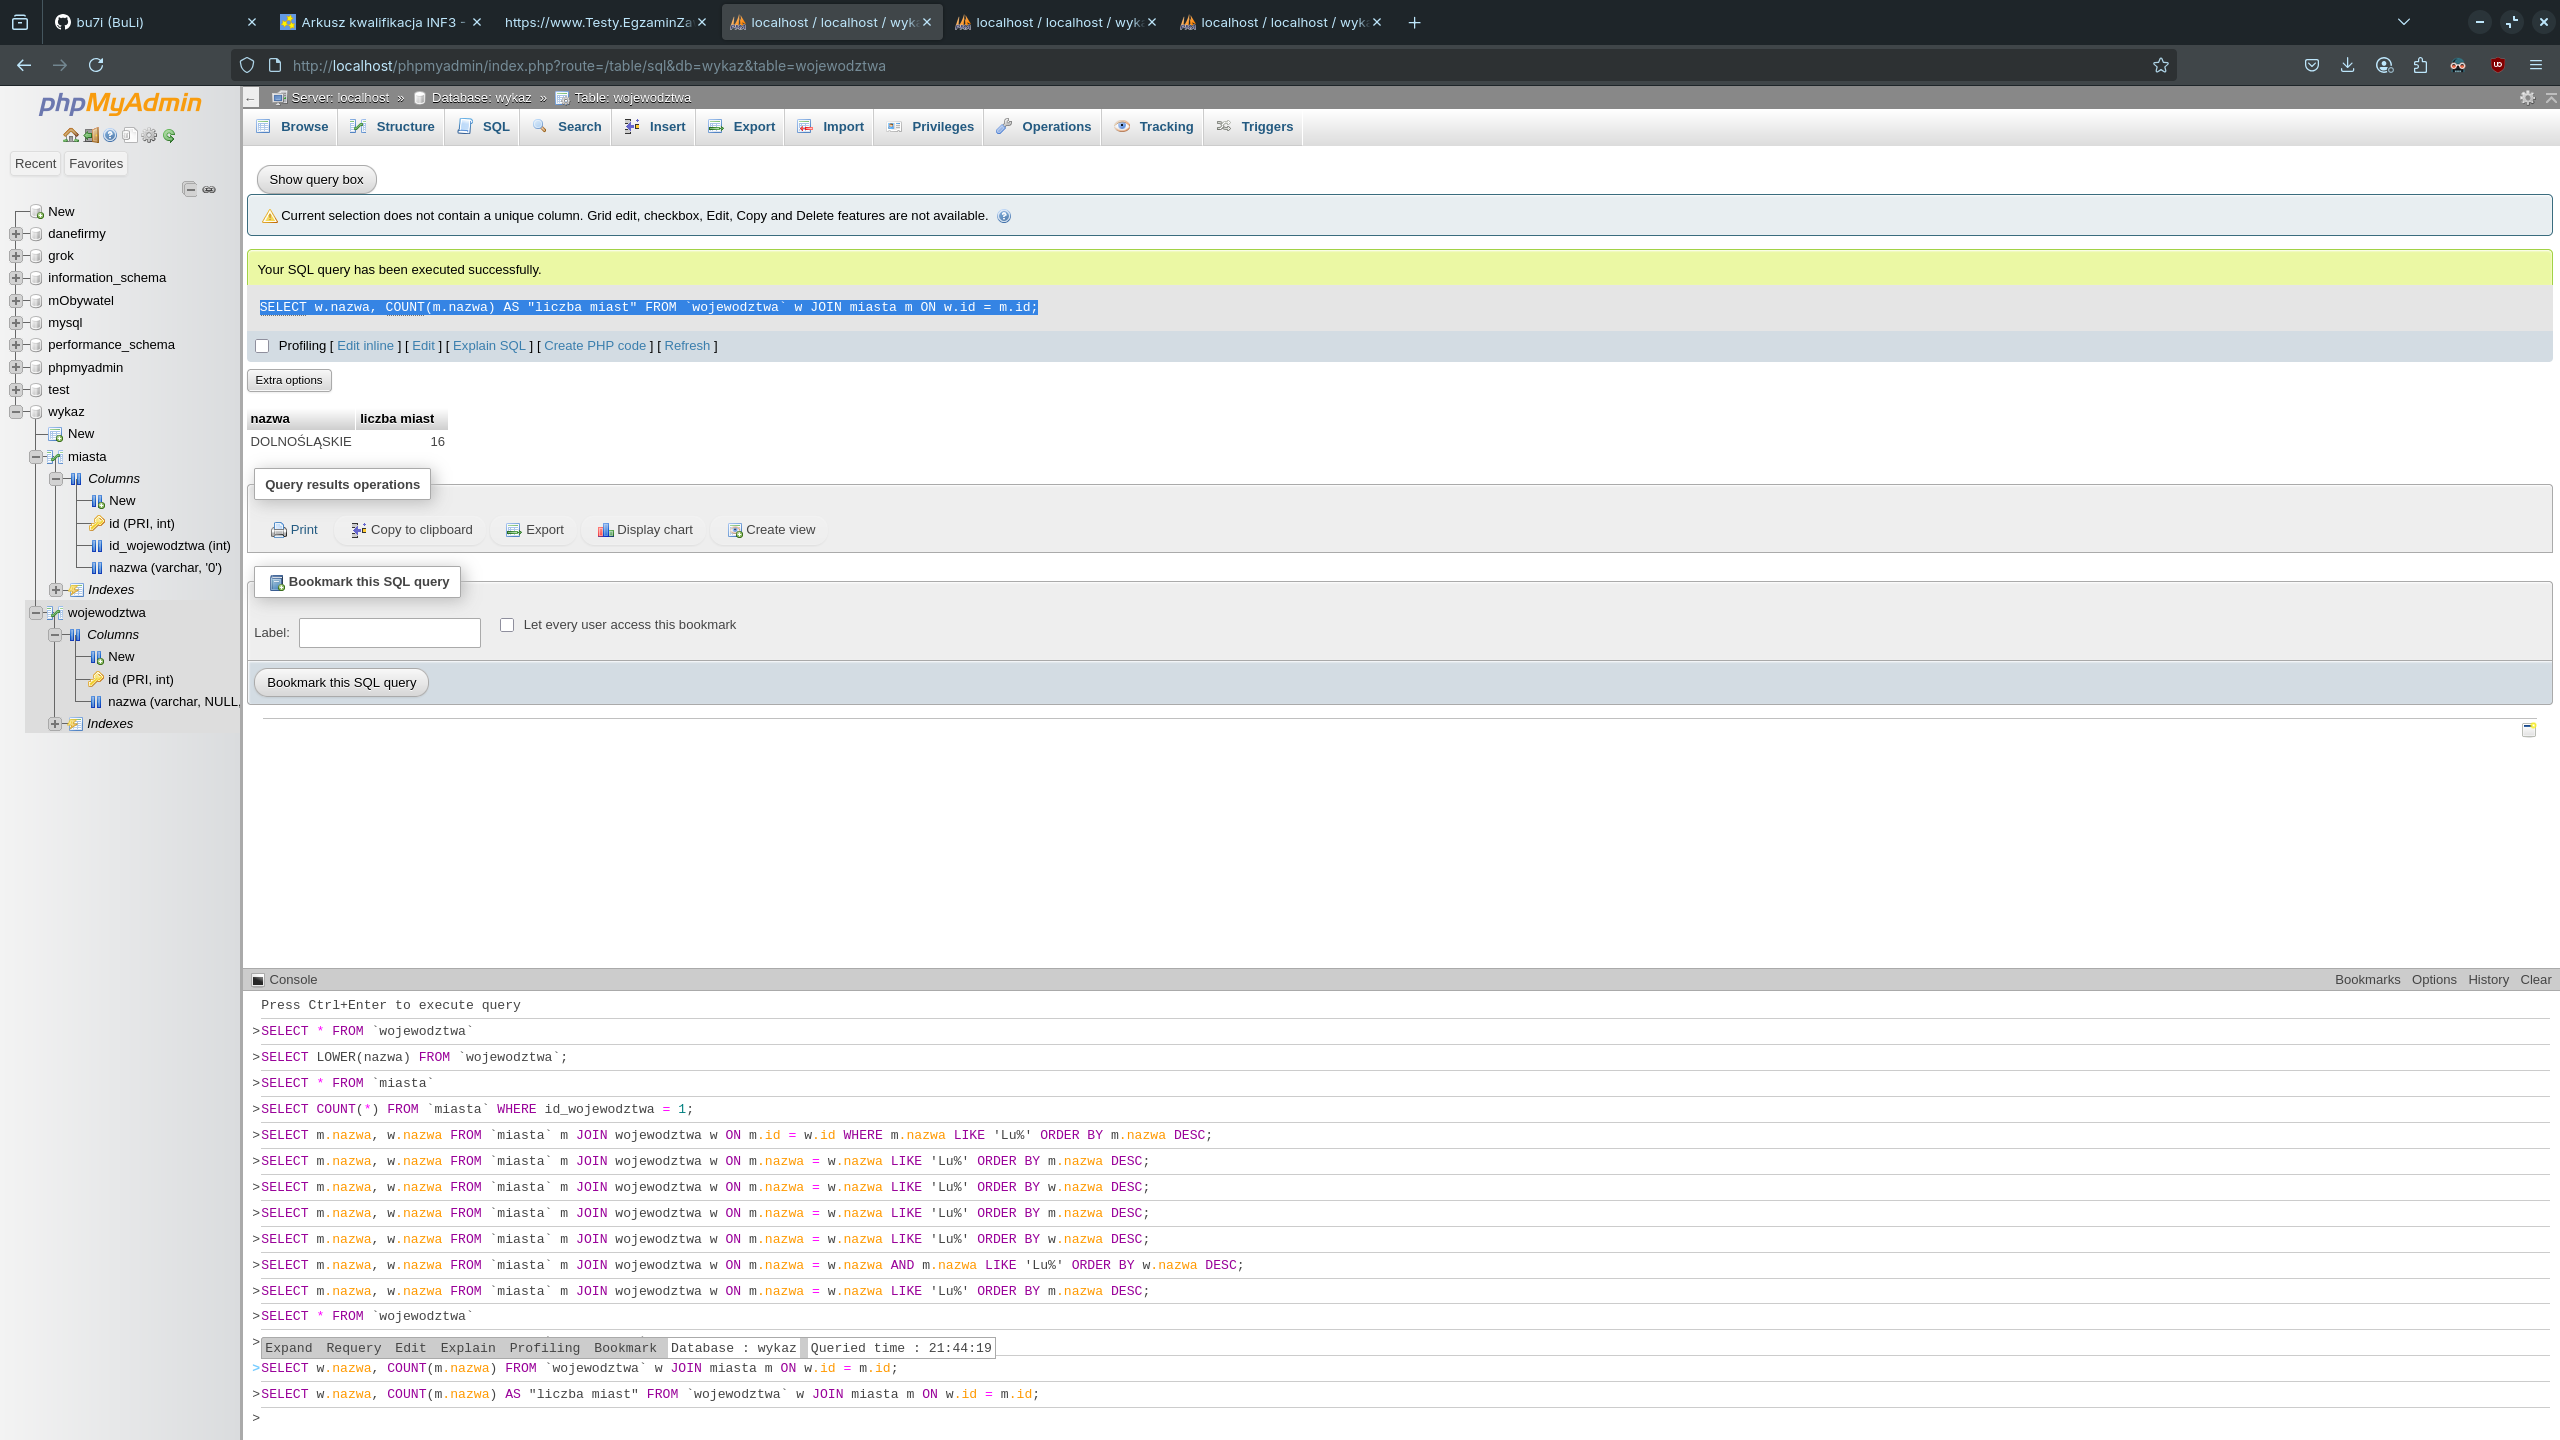 bu7i (BuLi)
Arkusz kwalifikacja INF3 -
https://www.Testy.EgzaminZa
localhost / localhost / wyka
localhost / localhost / wyka
localhost / localhost / wyka
http://localhost/phpmyadmin/index.php?route=/table/sql&db=wykaz&table=wojewodztwa
phpMyAdmin
Recent
Favorites
New
danefirmy
grok
information_schema
mObywatel
mysql
performance_schema
phpmyadmin
test
wykaz
New
miasta
Columns
New
id (PRI, int)
id_wojewodztwa (int)
nazwa (varchar, '0')
Indexes
wojewodztwa
Columns
New
id (PRI, int)
nazwa (varchar, NULL,
Indexes
Server: localhost » Database: wykaz » Table: wojewodztwa
Browse Structure SQL Search Insert Export Import Privileges Operations Tracking Triggers
Show query box
Current selection does not contain a unique column. Grid edit, checkbox, Edit, Copy and Delete features are not available.
Your SQL query has been executed successfully.
SELECT w.nazwa, COUNT(m.nazwa) AS "liczba miast" FROM `wojewodztwa` w JOIN miasta m ON w.id = m.id;
Profiling [ Edit inline ] [ Edit ] [ Explain SQL ] [ Create PHP code ] [ Refresh ]
Extra options
nazwa liczba miast
DOLNOŚLĄSKIE 16
Query results operations
Print Copy to clipboard Export Display chart Create view
Bookmark this SQL query
Label:
Let every user access this bookmark
Bookmark this SQL query
Console
Bookmarks Options History Clear
Press Ctrl+Enter to execute query
>SELECT * FROM `wojewodztwa`
>SELECT LOWER(nazwa) FROM `wojewodztwa`;
>SELECT * FROM `miasta`
>SELECT COUNT(*) FROM `miasta` WHERE id_wojewodztwa = 1;
>SELECT m.nazwa, w.nazwa FROM `miasta` m JOIN wojewodztwa w ON m.id = w.id WHERE m.nazwa LIKE 'Lu%' ORDER BY m.nazwa DESC;
>SELECT m.nazwa, w.nazwa FROM `miasta` m JOIN wojewodztwa w ON m.nazwa = w.nazwa LIKE 'Lu%' ORDER BY m.nazwa DESC;
>SELECT m.nazwa, w.nazwa FROM `miasta` m JOIN wojewodztwa w ON m.nazwa = w.nazwa LIKE 'Lu%' ORDER BY w.nazwa DESC;
>SELECT m.nazwa, w.nazwa FROM `miasta` m JOIN wojewodztwa w ON m.nazwa = w.nazwa LIKE 'Lu%' ORDER BY m.nazwa DESC;
>SELECT m.nazwa, w.nazwa FROM `miasta` m JOIN wojewodztwa w ON m.nazwa = w.nazwa LIKE 'Lu%' ORDER BY w.nazwa DESC;
>SELECT m.nazwa, w.nazwa FROM `miasta` m JOIN wojewodztwa w ON m.nazwa = w.nazwa AND m.nazwa LIKE 'Lu%' ORDER BY w.nazwa DESC;
>SELECT m.nazwa, w.nazwa FROM `miasta` m JOIN wojewodztwa w ON m.nazwa = w.nazwa LIKE 'Lu%' ORDER BY m.nazwa DESC;
>SELECT * FROM `wojewodztwa`
>
Expand Requery Edit Explain Profiling Bookmark Database : wykaz Queried time : 21:44:19
>SELECT w.nazwa, COUNT(m.nazwa) FROM `wojewodztwa` w JOIN miasta m ON w.id = m.id;
>SELECT w.nazwa, COUNT(m.nazwa) AS "liczba miast" FROM `wojewodztwa` w JOIN miasta m ON w.id = m.id;
>